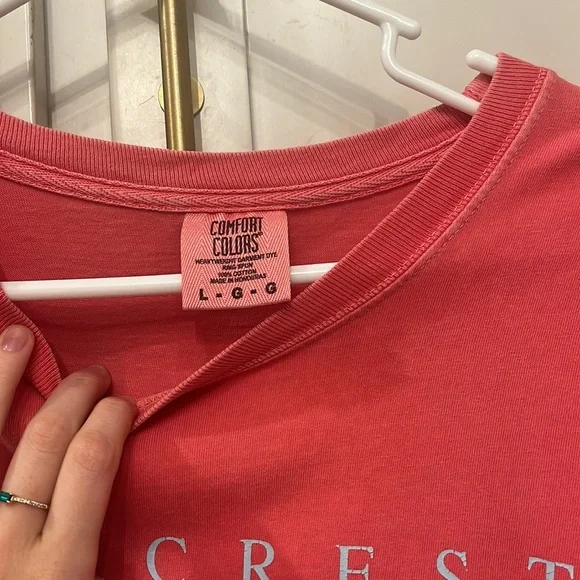 COMFORT
COLORS
HEAVYWEIGHT GARMENT DYE
RING SPUN
100% COTTON
MADE IN HONDURAS
L - G - G
CREST